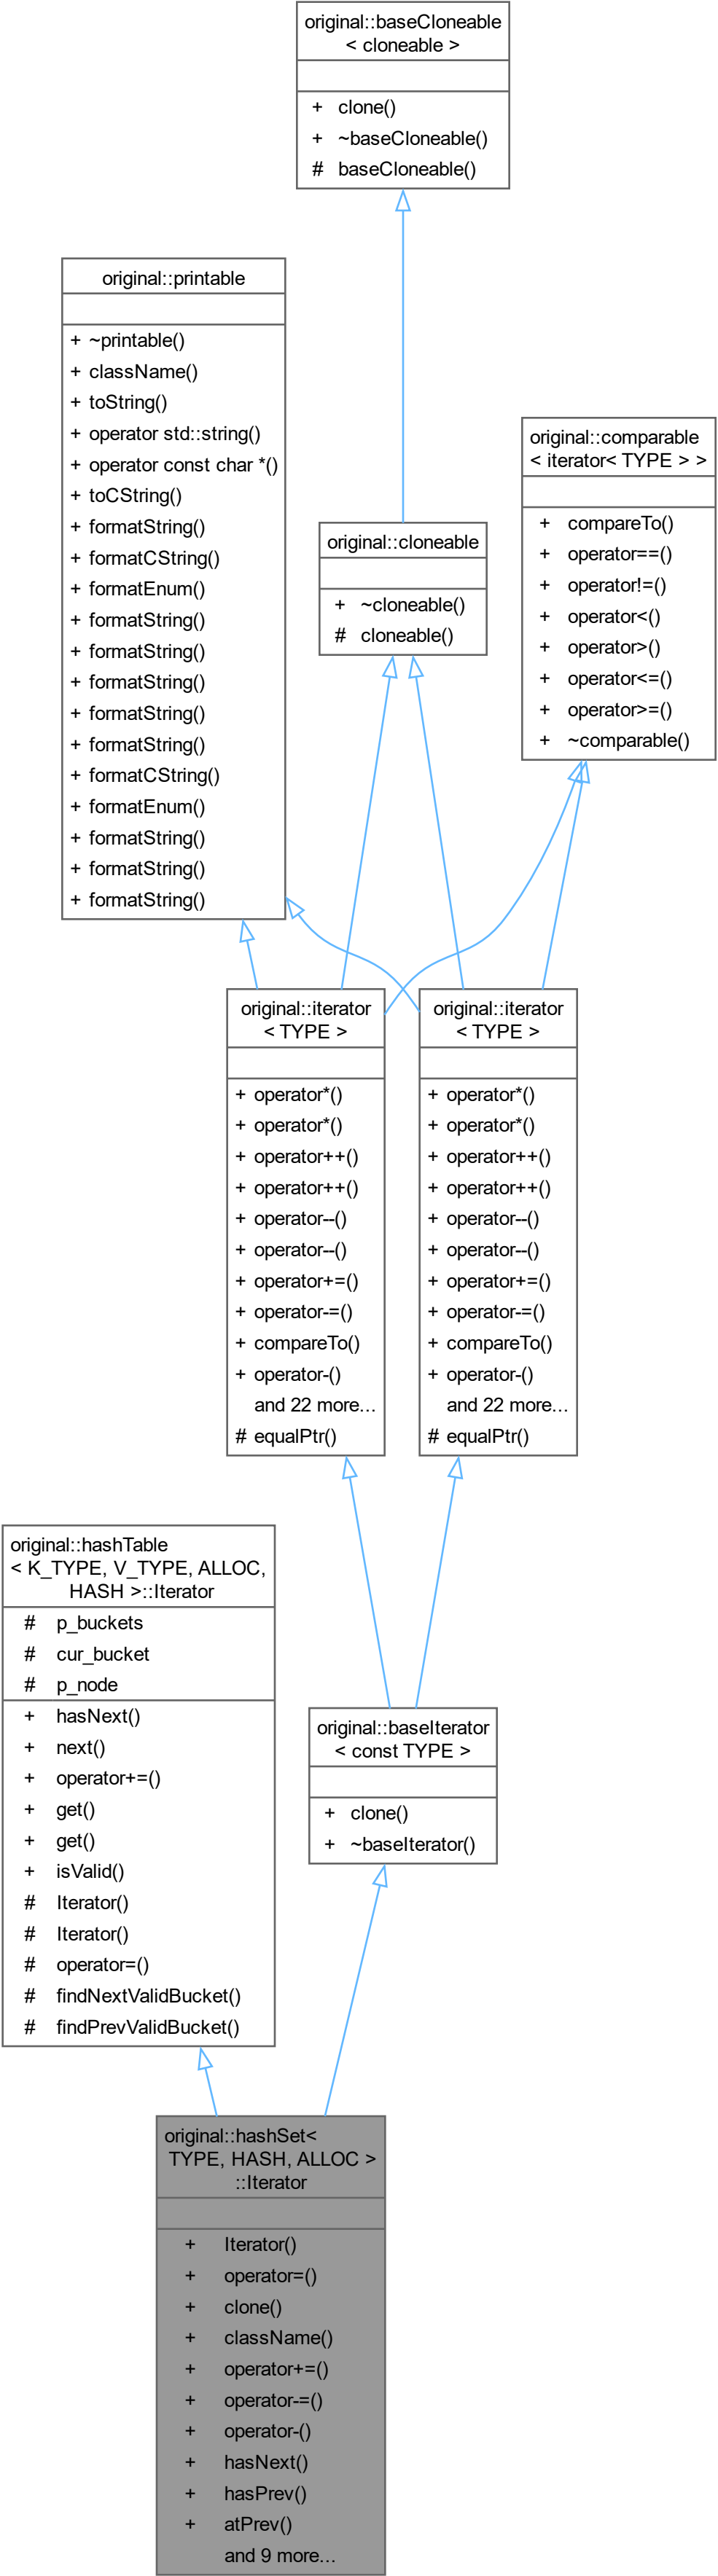 original::baseCloneable
< cloneable >
+ clone()
+ ~baseCloneable()
# baseCloneable()
original::printable
+ ~printable()
+ className()
+ toString()
+ operator std::string()
+ operator const char *()
+ toCString()
+ formatString()
+ formatCString()
+ formatEnum()
+ formatString()
+ formatString()
+ formatString()
+ formatString()
+ formatString()
+ formatCString()
+ formatEnum()
+ formatString()
+ formatString()
+ formatString()
original::comparable
< iterator< TYPE > >
+ compareTo()
+ operator==()
+ operator!=()
+ operator<()
+ operator>()
+ operator<=()
+ operator>=()
+ ~comparable()
original::cloneable
+ ~cloneable()
# cloneable()
original::iterator
< TYPE >
+ operator*()
+ operator*()
+ operator++()
+ operator++()
+ operator--()
+ operator--()
+ operator+=()
+ operator-=()
+ compareTo()
+ operator-()
and 22 more...
# equalPtr()
original::iterator
< TYPE >
+ operator*()
+ operator*()
+ operator++()
+ operator++()
+ operator--()
+ operator--()
+ operator+=()
+ operator-=()
+ compareTo()
+ operator-()
and 22 more...
# equalPtr()
original::hashTable
< K_TYPE, V_TYPE, ALLOC,
HASH >::Iterator
# p_buckets
# cur_bucket
# p_node
+ hasNext()
+ next()
+ operator+=()
+ get()
+ get()
+ isValid()
# Iterator()
# Iterator()
# operator=()
# findNextValidBucket()
# findPrevValidBucket()
original::baseIterator
< const TYPE >
+ clone()
+ ~baseIterator()
original::hashSet<
TYPE, HASH, ALLOC >
::Iterator
+ Iterator()
+ operator=()
+ clone()
+ className()
+ operator+=()
+ operator-=()
+ operator-()
+ hasNext()
+ hasPrev()
+ atPrev()
and 9 more...